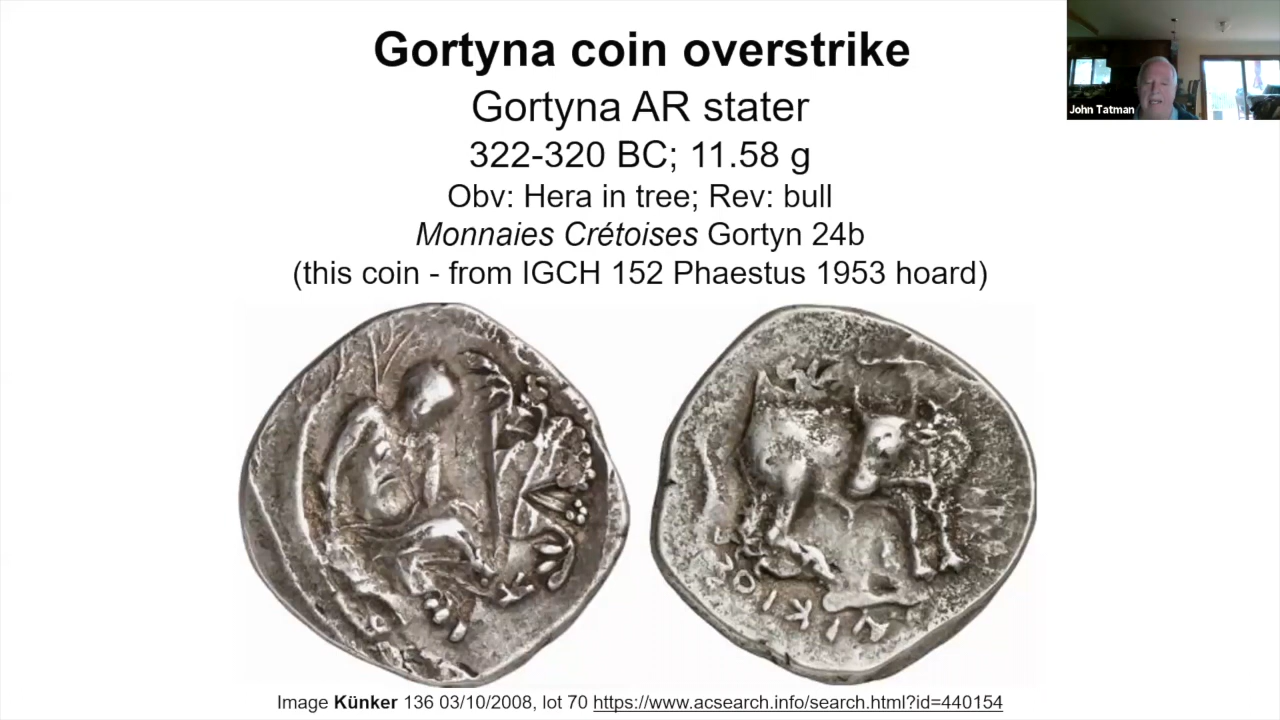 Gortyna coin overstrike
Gortyna AR stater
322-320 BC; 11.58 g
Obv: Hera in tree; Rev: bull
Monnaies Crétoises Gortyn 24b
(this coin - from IGCH 152 Phaestus 1953 hoard)
John Tatman
Image Künker 136 03/10/2008, lot 70 https://www.acsearch.info/search.html?id=440154